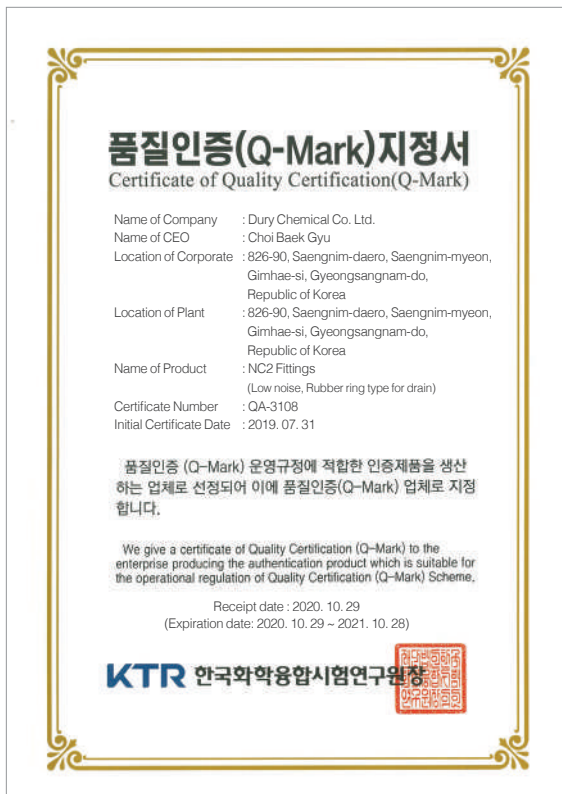 품질인증(Q-Mark)지정서
Certificate of Quality Certification(Q-Mark)
Name of Company : Dury Chemical Co. Ltd.
Name of CEO : Choi Baek Gyu
Location of Corporate : 826-90, Saengnim-daero, Saengnim-myeon,
Gimhae-si, Gyeongsangnam-do,
Republic of Korea
Location of Plant : 826-90, Saengnim-daero, Saengnim-myeon,
Gimhae-si, Gyeongsangnam-do,
Republic of Korea
Name of Product : NC2 Fittings
(Low noise, Rubber ring type for drain)
Certificate Number : QA-3108
Initial Certificate Date : 2019. 07. 31
품질인증 (Q-Mark) 운영규정에 적합한 인증제품을 생산
하는 업체로 선정되어 이에 품질인증(Q-Mark) 업체로 지정
합니다.
We give a certificate of Quality Certification (Q-Mark) to the
enterprise producing the authentication product which is suitable for
the operational regulation of Quality Certification (Q-Mark) Scheme.
Receipt date : 2020. 10. 29
(Expiration date: 2020. 10. 29 ~ 2021. 10. 28)
KTR 한국화학융합시험연구원장